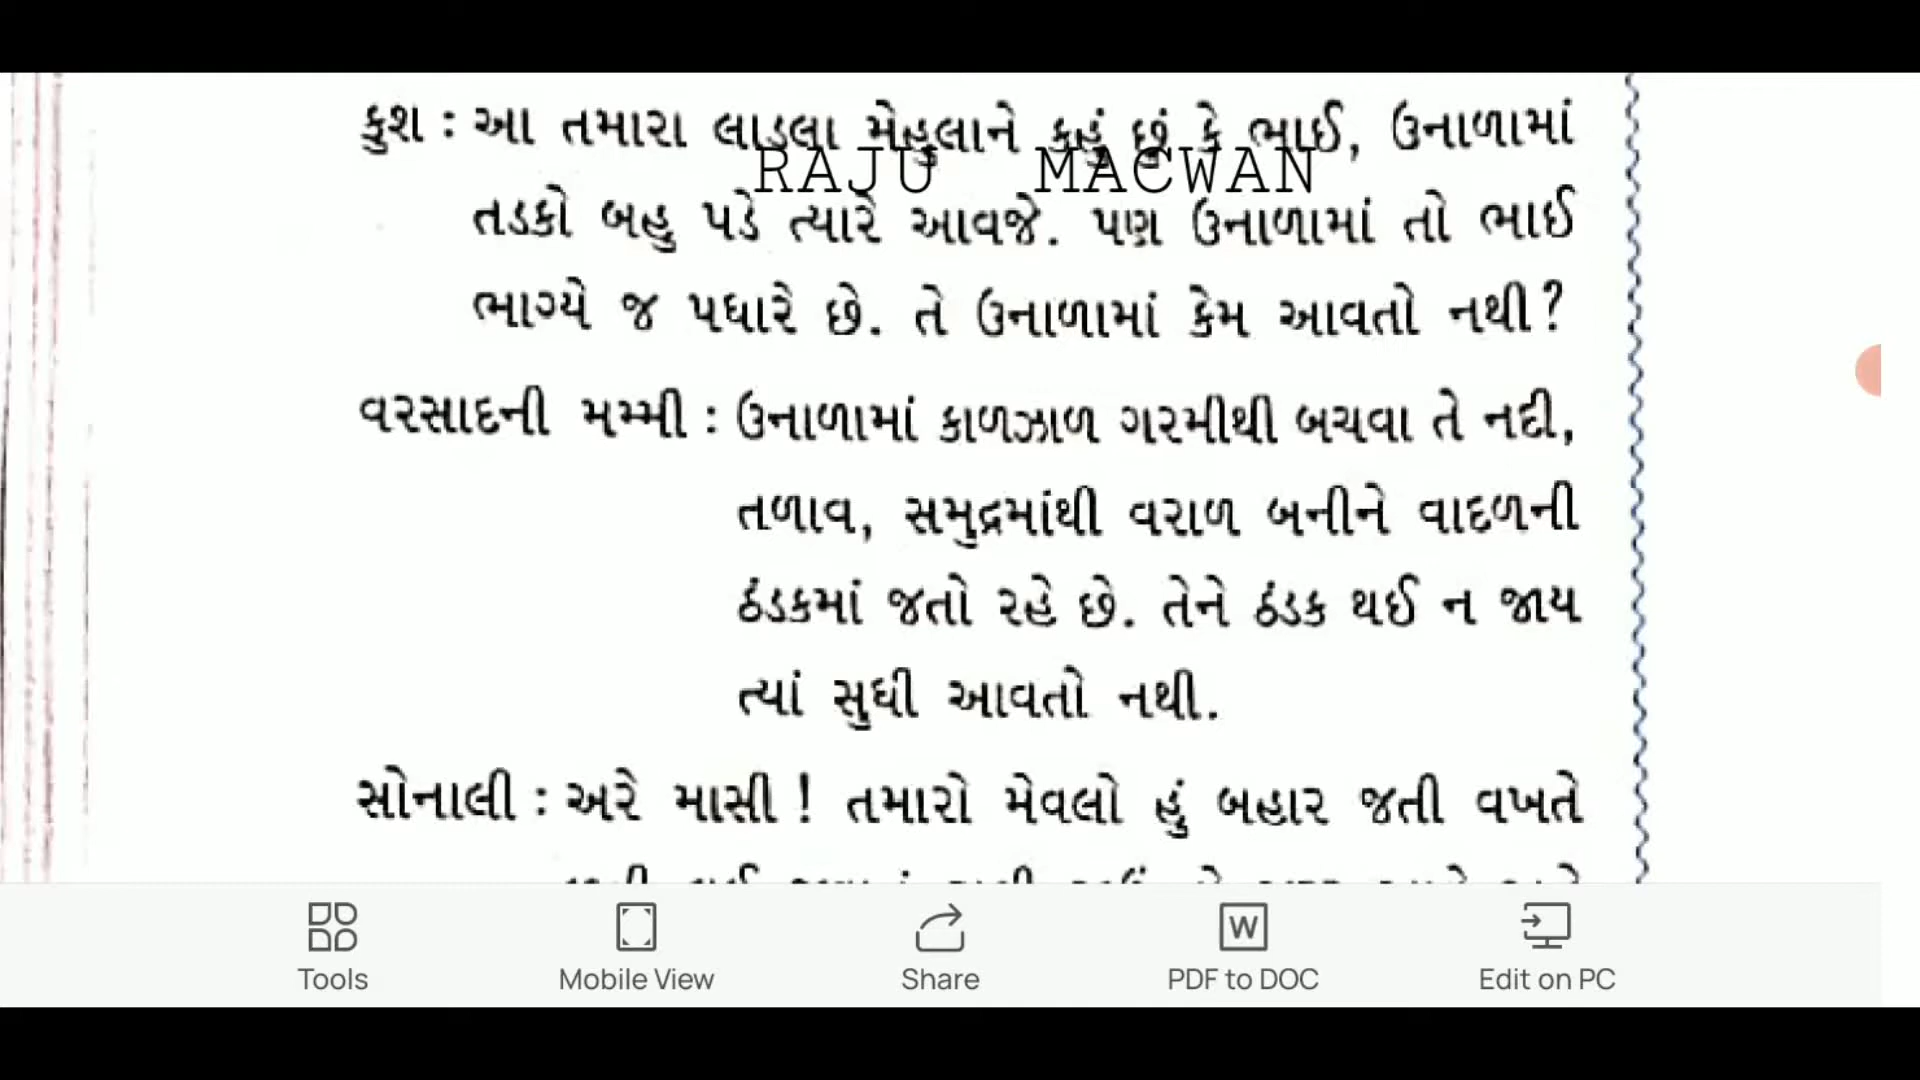 કુશ : આ તમારા લાડલા મેહુલાને કહું છું કે ભાઈ, ઉનાળામાં
RAJU MACWAN
તડકો બહુ પડે ત્યારે આવજે. પણ ઉનાળામાં તો ભાઈ
ભાગ્યે જ પધારે છે. તે ઉનાળામાં કેમ આવતો નથી?
વરસાદની મમ્મી : ઉનાળામાં કાળઝાળ ગરમીથી બચવા તે નદી,
તળાવ, સમુદ્રમાંથી વરાળ બનીને વાદળની
ઠંડકમાં જતો રહે છે. તેને ઠંડક થઈ ન જાય
ત્યાં સુધી આવતો નથી.
સોનાલી : અરે માસી ! તમારો મેવલો હું બહાર જતી વખતે
Tools Mobile View Share PDF to DOC Edit on PC